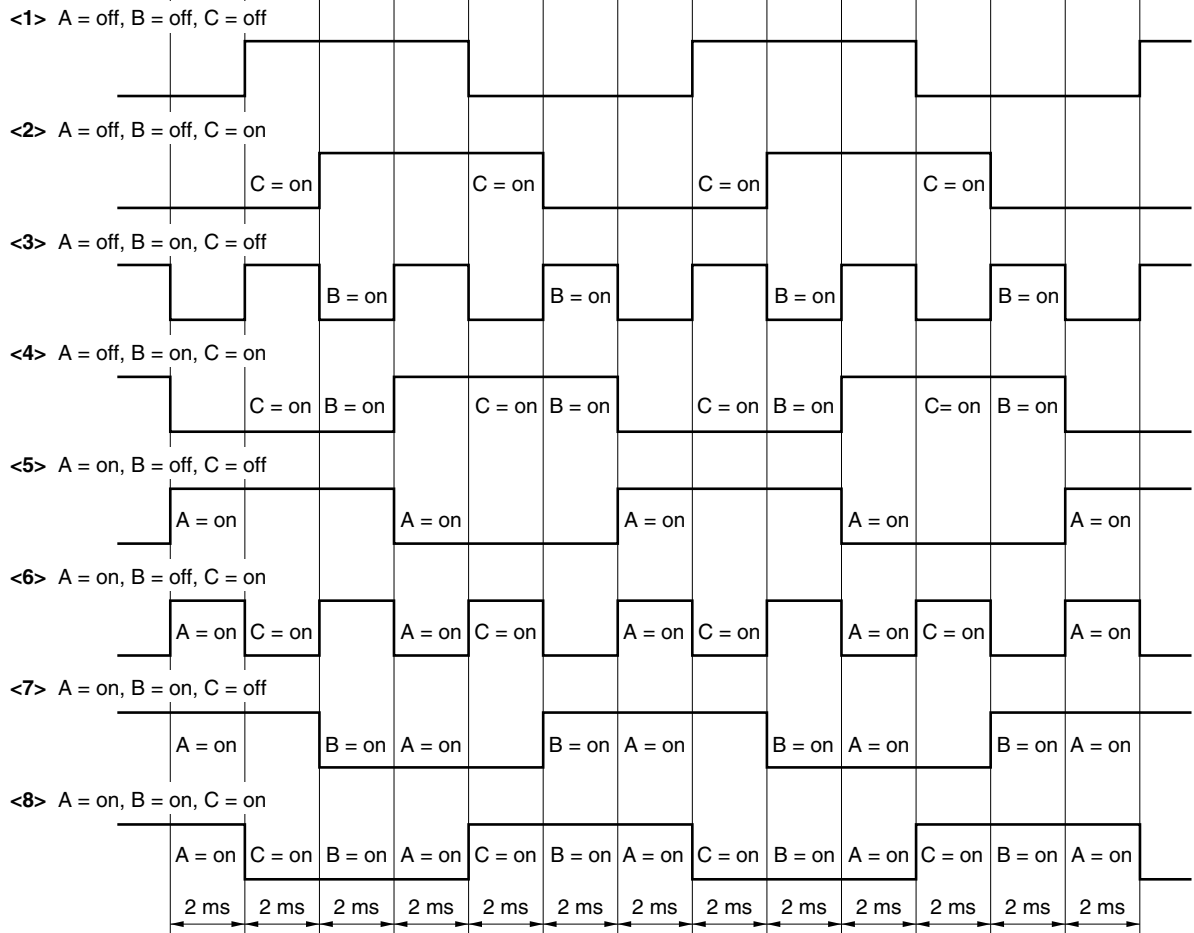 <1> A = off, B = off, C = off
<2> A = off, B = off, C = on
C = on C = on C = on C = on
<3> A = off, B = on, C = off
B = on B = on B = on B = on
<4> A = off, B = on, C = on
C = on B = on C = on B = on C = on B = on C= on B = on
<5> A = on, B = off, C = off
A = on A = on A = on A = on A = on
<6> A = on, B = off, C = on
A = on C = on A = on C = on A = on C = on A = on C = on A = on
<7> A = on, B = on, C = off
A = on B = on A = on B = on A = on B = on A = on B = on A = on
<8> A = on, B = on, C = on
A = on C = on B = on A = on C = on B = on A = on C = on B = on A = on C = on B = on A = on
2 ms 2 ms 2 ms 2 ms 2 ms 2 ms 2 ms 2 ms 2 ms 2 ms 2 ms 2 ms 2 ms